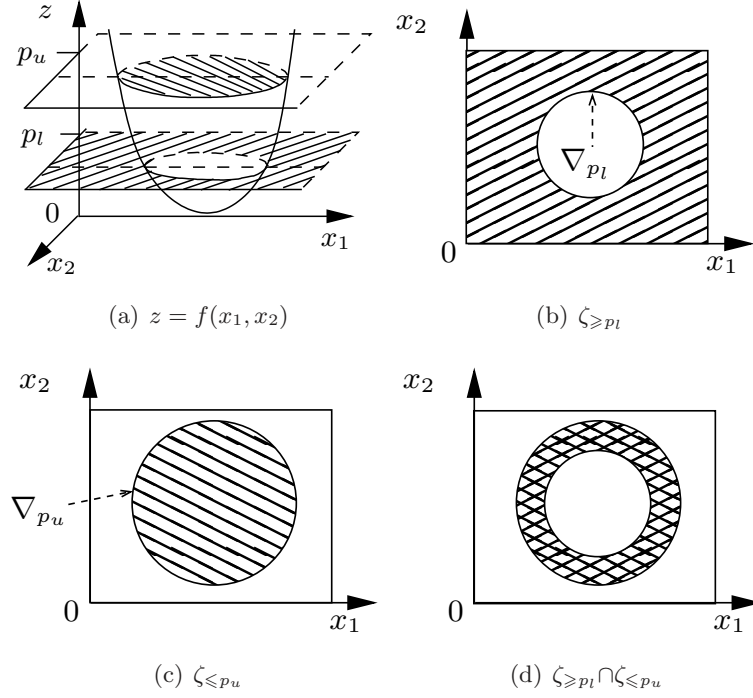 z
p_u
p_l
0
x_1
x_2
(a) z = f(x_1, x_2)
x_2
∇_{p_l}
0
x_1
(b) ζ_{⩾p_l}
x_2
∇_{p_u}
0
x_1
(c) ζ_{⩽p_u}
x_2
0
x_1
(d) ζ_{⩾p_l}∩ζ_{⩽p_u}